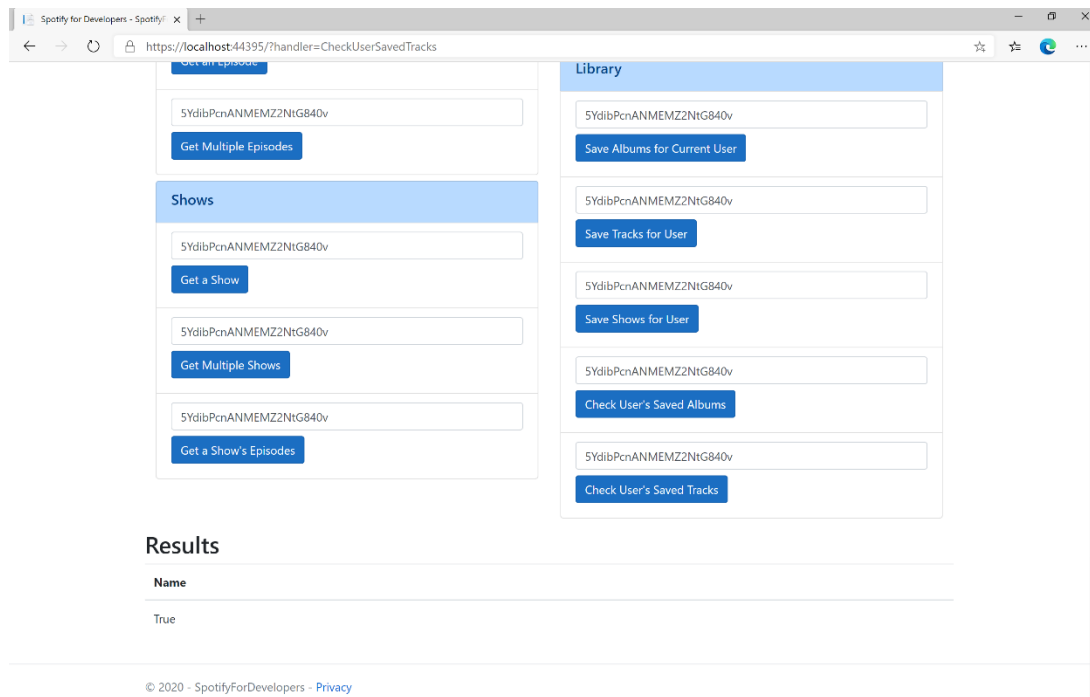 Spotify for Developers - Spotify
https://localhost:44395/?handler=CheckUserSavedTracks
Get an Episode
5YdibPcnANMEMZ2NtG840v
Get Multiple Episodes
Shows
5YdibPcnANMEMZ2NtG840v
Get a Show
5YdibPcnANMEMZ2NtG840v
Get Multiple Shows
5YdibPcnANMEMZ2NtG840v
Get a Show's Episodes
Library
5YdibPcnANMEMZ2NtG840v
Save Albums for Current User
5YdibPcnANMEMZ2NtG840v
Save Tracks for User
5YdibPcnANMEMZ2NtG840v
Save Shows for User
5YdibPcnANMEMZ2NtG840v
Check User's Saved Albums
5YdibPcnANMEMZ2NtG840v
Check User's Saved Tracks
Results
Name
True
© 2020 - SpotifyForDevelopers - Privacy